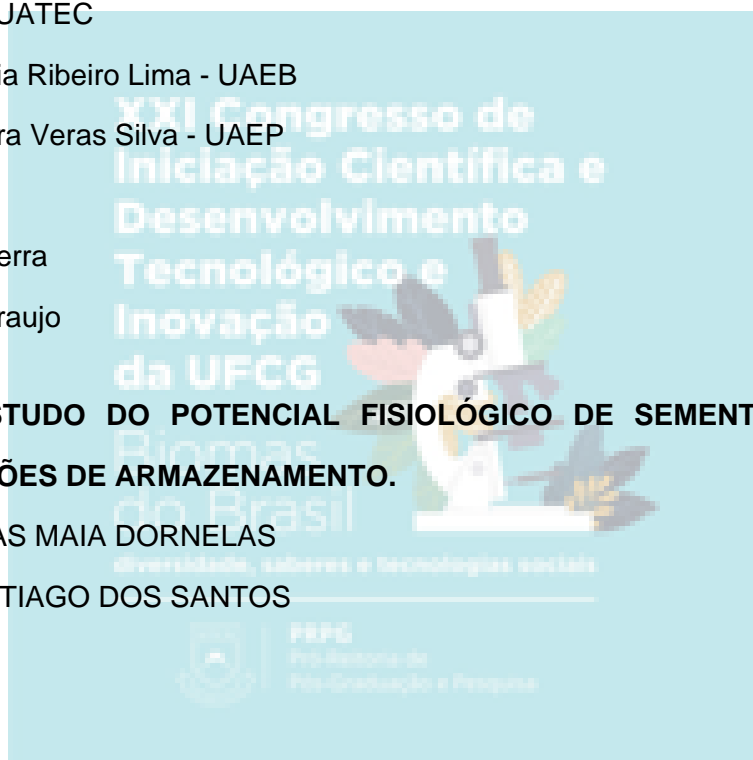 UATEC
ia Ribeiro Lima - UAEB
XXI Congresso de
ra Veras Silva - UAEP
Iniciação Científica e
Desenvolvimento
erra
Tecnológico e
raujo
Inovação
da UFCG
STUDO DO POTENCIAL FISIOLÓGICO DE SEMENT
Biomas
ÕES DE ARMAZENAMENTO.
do Brasil
AS MAIA DORNELAS
diversidade, saberes e tecnologias sociais
TIAGO DOS SANTOS
PRPG
Pró-Reitoria de
Pós-Graduação e Pesquisa